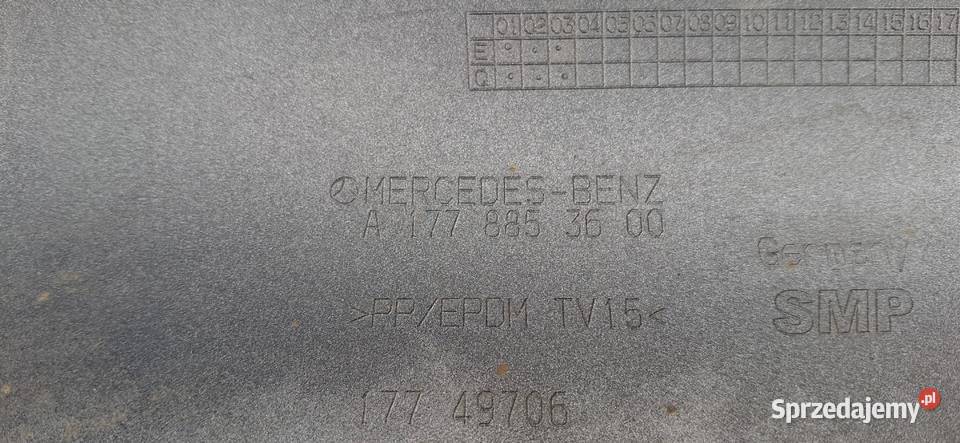 01 02 03 04 05 06 07 08 09 10 11 12 13 14 15 16 17
E
Q
MERCEDES-BENZ
A 177 885 36 00
Germany
>PP/EPDM TV15<
SMP
177 49706
Sprzedajemy.pl